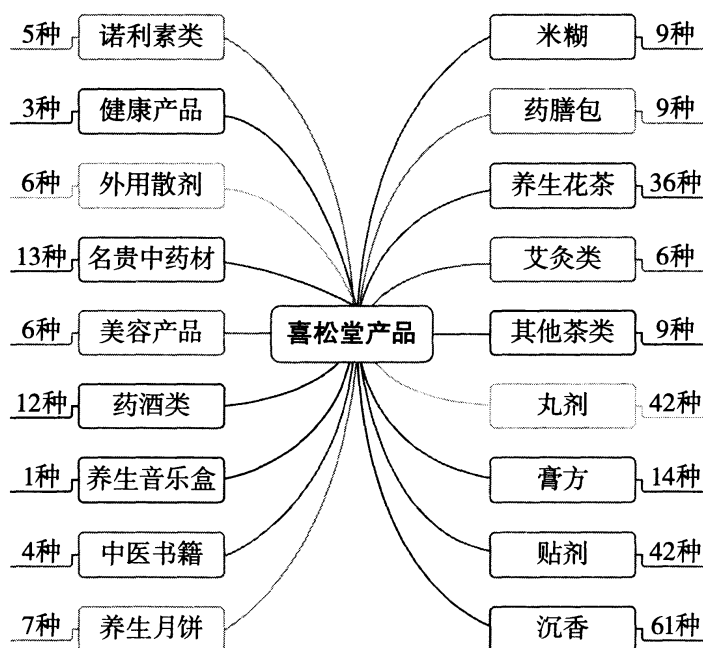 5种 诺利素类
3种 健康产品
6种 外用散剂
13种 名贵中药材
6种 美容产品
12种 药酒类
1种 养生音乐盒
4种 中医书籍
7种 养生月饼
喜松堂产品
米糊 9种
药膳包 9种
养生花茶 36种
艾灸类 6种
其他茶类 9种
丸剂 42种
膏方 14种
贴剂 42种
沉香 61种